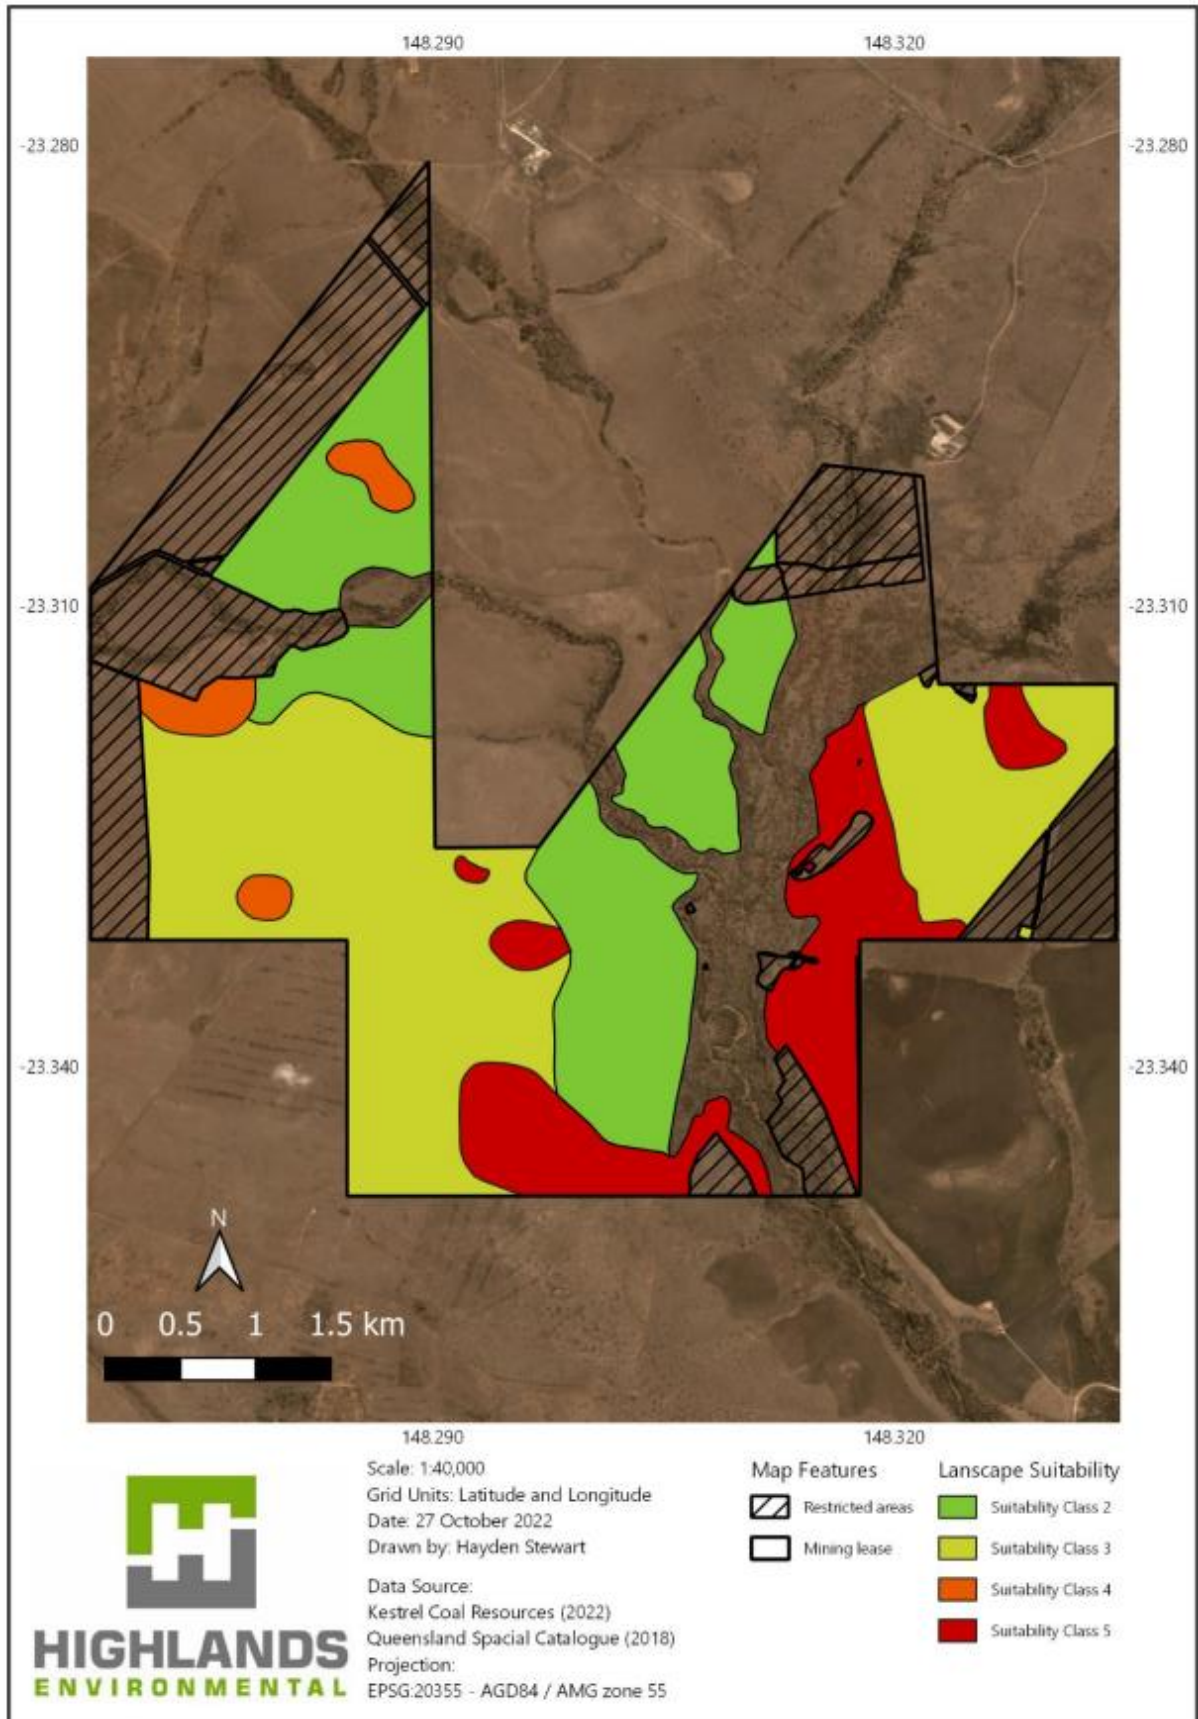 148.290 148.320
-23.280 -23.280
-23.310 -23.310
-23.340 -23.340
N
0 0.5 1 1.5 km
148.290 148.320
Scale: 1:40,000
Grid Units: Latitude and Longitude
Date: 27 October 2022
Drawn by: Hayden Stewart
Data Source:
Kestrel Coal Resources (2022)
Queensland Spacial Catalogue (2018)
Projection:
EPSG:20355 - AGD84 / AMG zone 55
Map Features
Restricted areas
Mining lease
Lanscape Suitability
Suitability Class 2
Suitability Class 3
Suitability Class 4
Suitability Class 5
HIGHLANDS
ENVIRONMENTAL